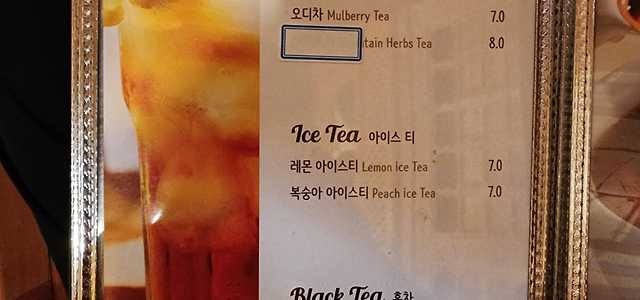 오디차 Mulberry Tea 7.0
tain Herbs Tea 8.0
Ice Tea 아이스 티
레몬 아이스티 Lemon Ice Tea 7.0
복숭아 아이스티 Peach ice Tea 7.0
Black Tea 홍차